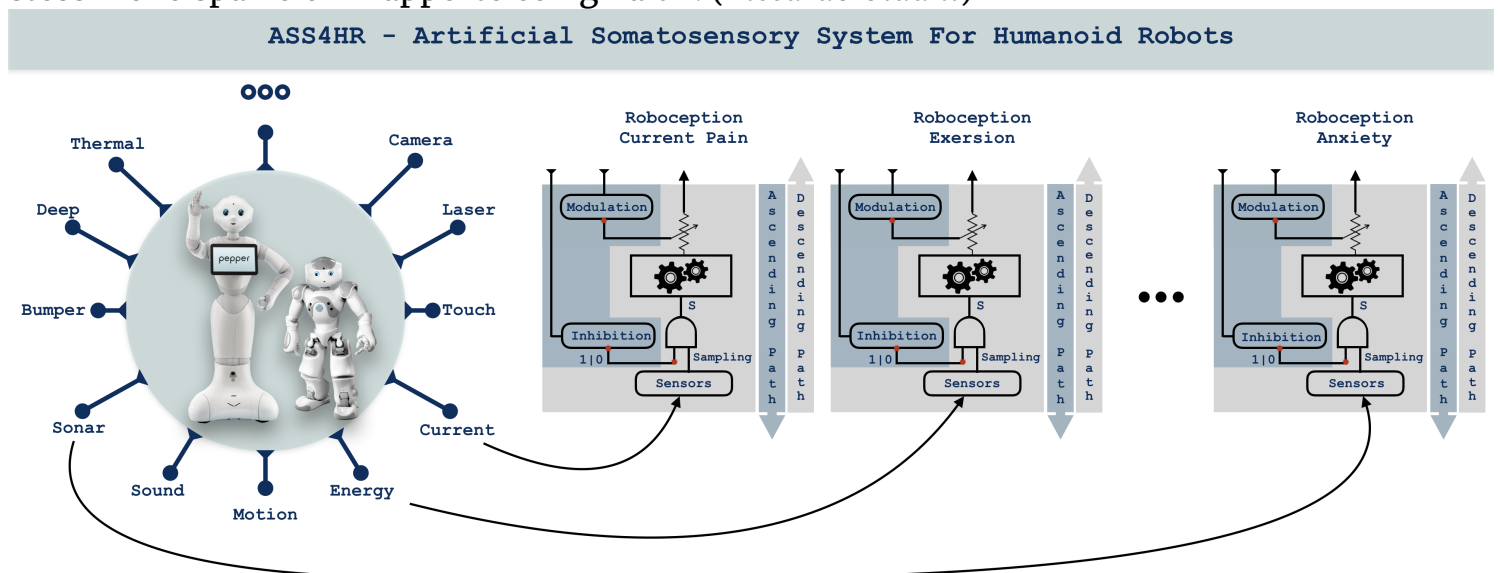 ASS4HR - Artificial Somatosensory System For Humanoid Robots
Thermal
Camera
Deep
Laser
Bumper
Touch
Sonar
Current
Sound
Energy
Motion
pepper
Roboception
Current Pain
Modulation
S
Inhibition
1|0
Sampling
Sensors
Ascending Path
Descending Path
Roboception
Exersion
Modulation
S
Inhibition
1|0
Sampling
Sensors
Ascending Path
Descending Path
Roboception
Anxiety
Modulation
S
Inhibition
1|0
Sampling
Sensors
Ascending Path
Descending Path